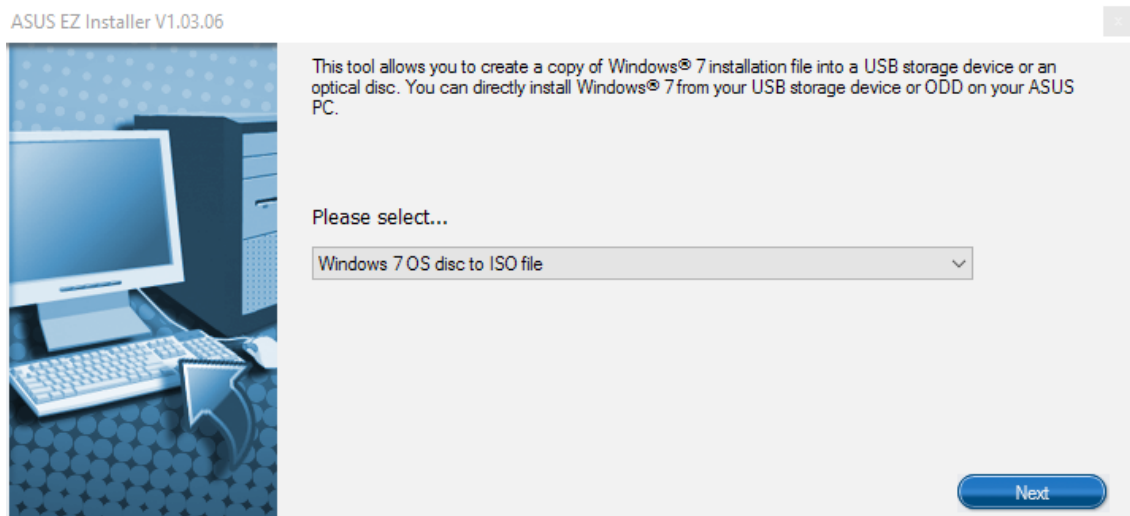 ASUS EZ Installer V1.03.06
x
This tool allows you to create a copy of Windows® 7 installation file into a USB storage device or an
optical disc. You can directly install Windows® 7 from your USB storage device or ODD on your ASUS
PC.
Please select...
Windows 7 OS disc to ISO file
Next